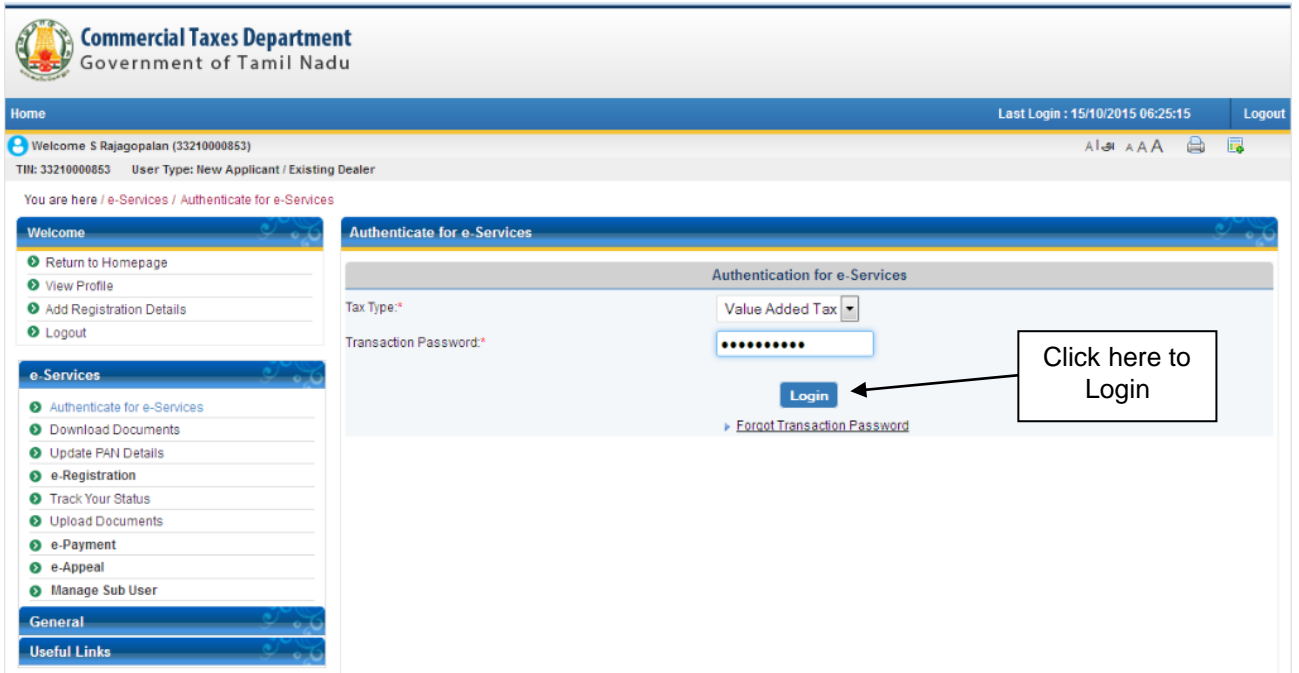 Commercial Taxes Department
Government of Tamil Nadu
Home
Last Login : 15/10/2015 06:25:15
Logout
Welcome S Rajagopalan (33210000853)
A|அ A A A
TIN: 33210000853 User Type: New Applicant / Existing Dealer
You are here / e-Services / Authenticate for e-Services
Welcome
Return to Homepage
View Profile
Add Registration Details
Logout
e-Services
Authenticate for e-Services
Download Documents
Update PAN Details
e-Registration
Track Your Status
Upload Documents
e-Payment
e-Appeal
Manage Sub User
General
Useful Links
Authenticate for e-Services
Authentication for e-Services
Tax Type:*
Value Added Tax
Transaction Password:*
••••••••••
Login
Forgot Transaction Password
Click here to
Login